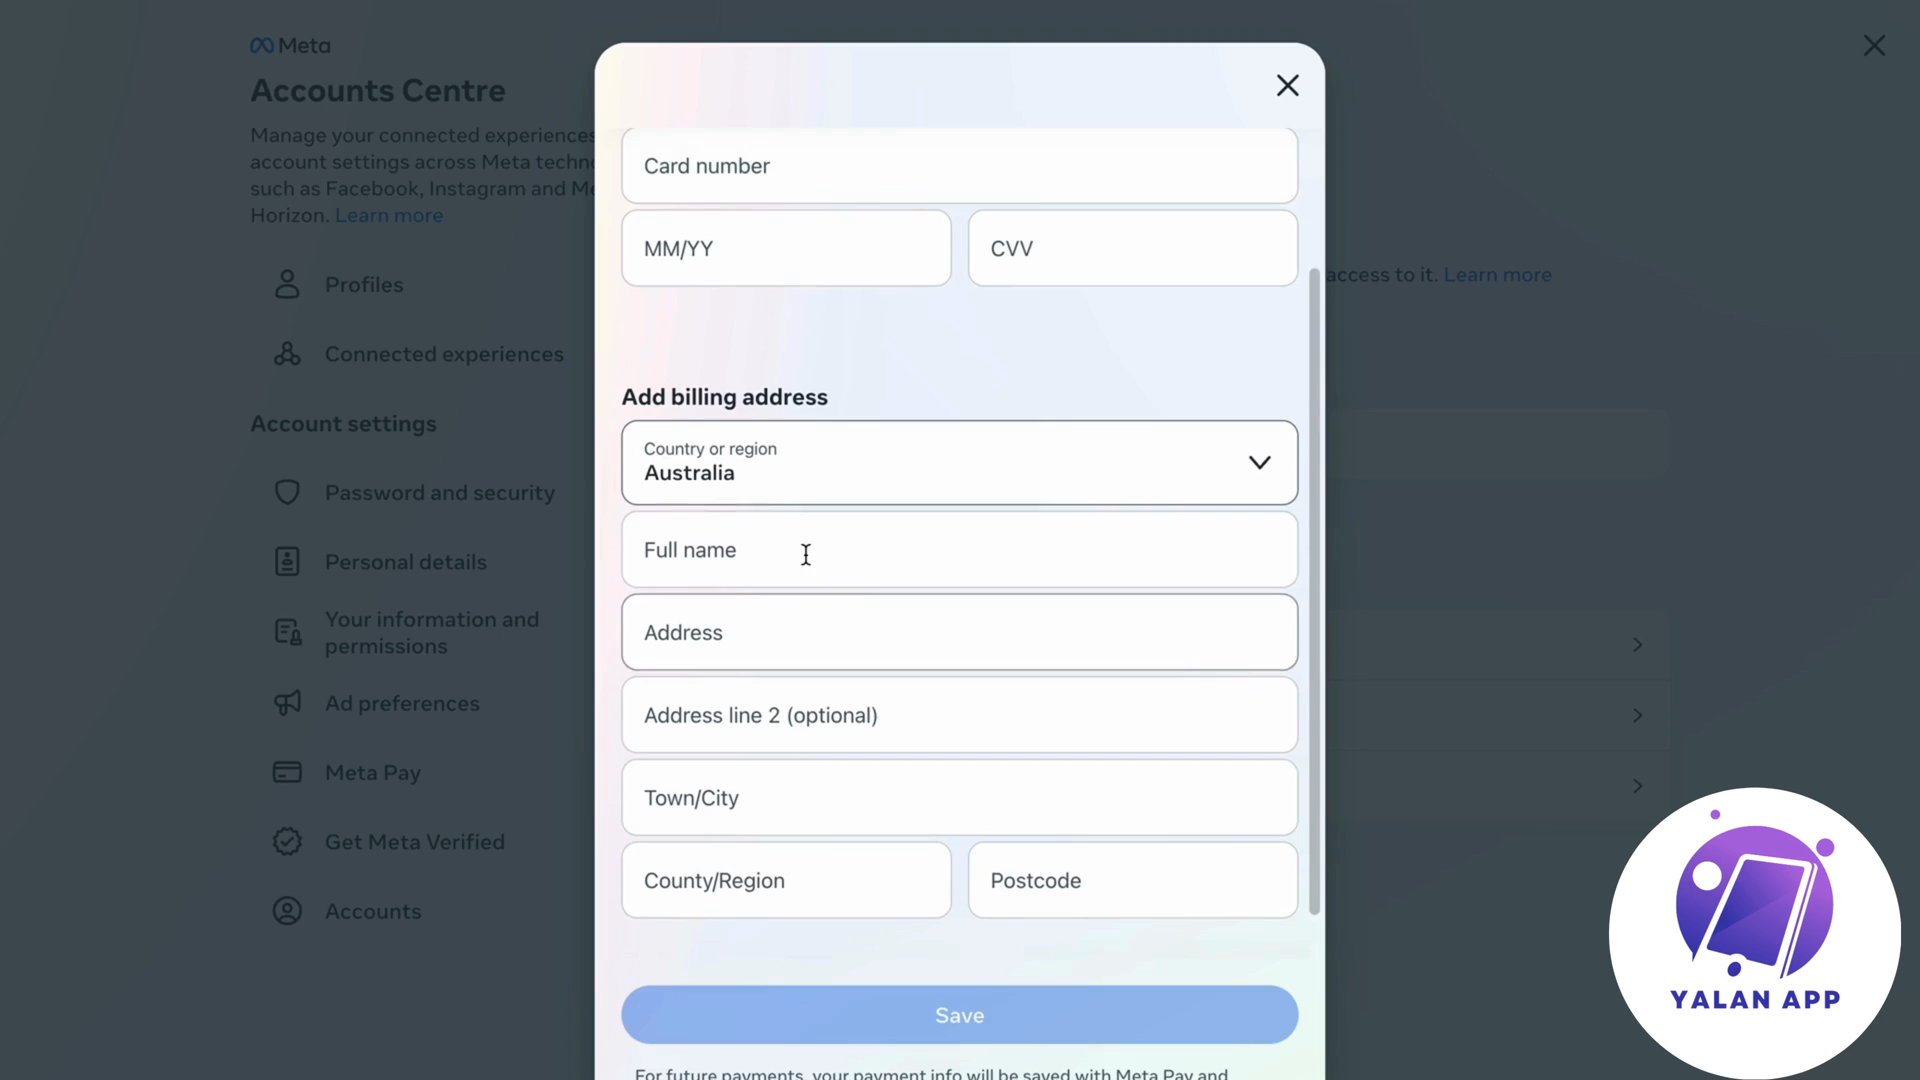 Meta
Accounts Centre
Manage your connected experiences
account settings across Meta techn
such as Facebook, Instagram and Me
Horizon. Learn more
Profiles
Connected experiences
Account settings
Password and security
Personal details
Your information and
permissions
Ad preferences
Meta Pay
Get Meta Verified
Accounts
Card number
MM/YY
CVV
Add billing address
Country or region
Australia
Full name
Address
Address line 2 (optional)
Town/City
County/Region
Postcode
Save
For future payments, your payment info will be saved with Meta Pay and
access to it. Learn more
YALAN APP